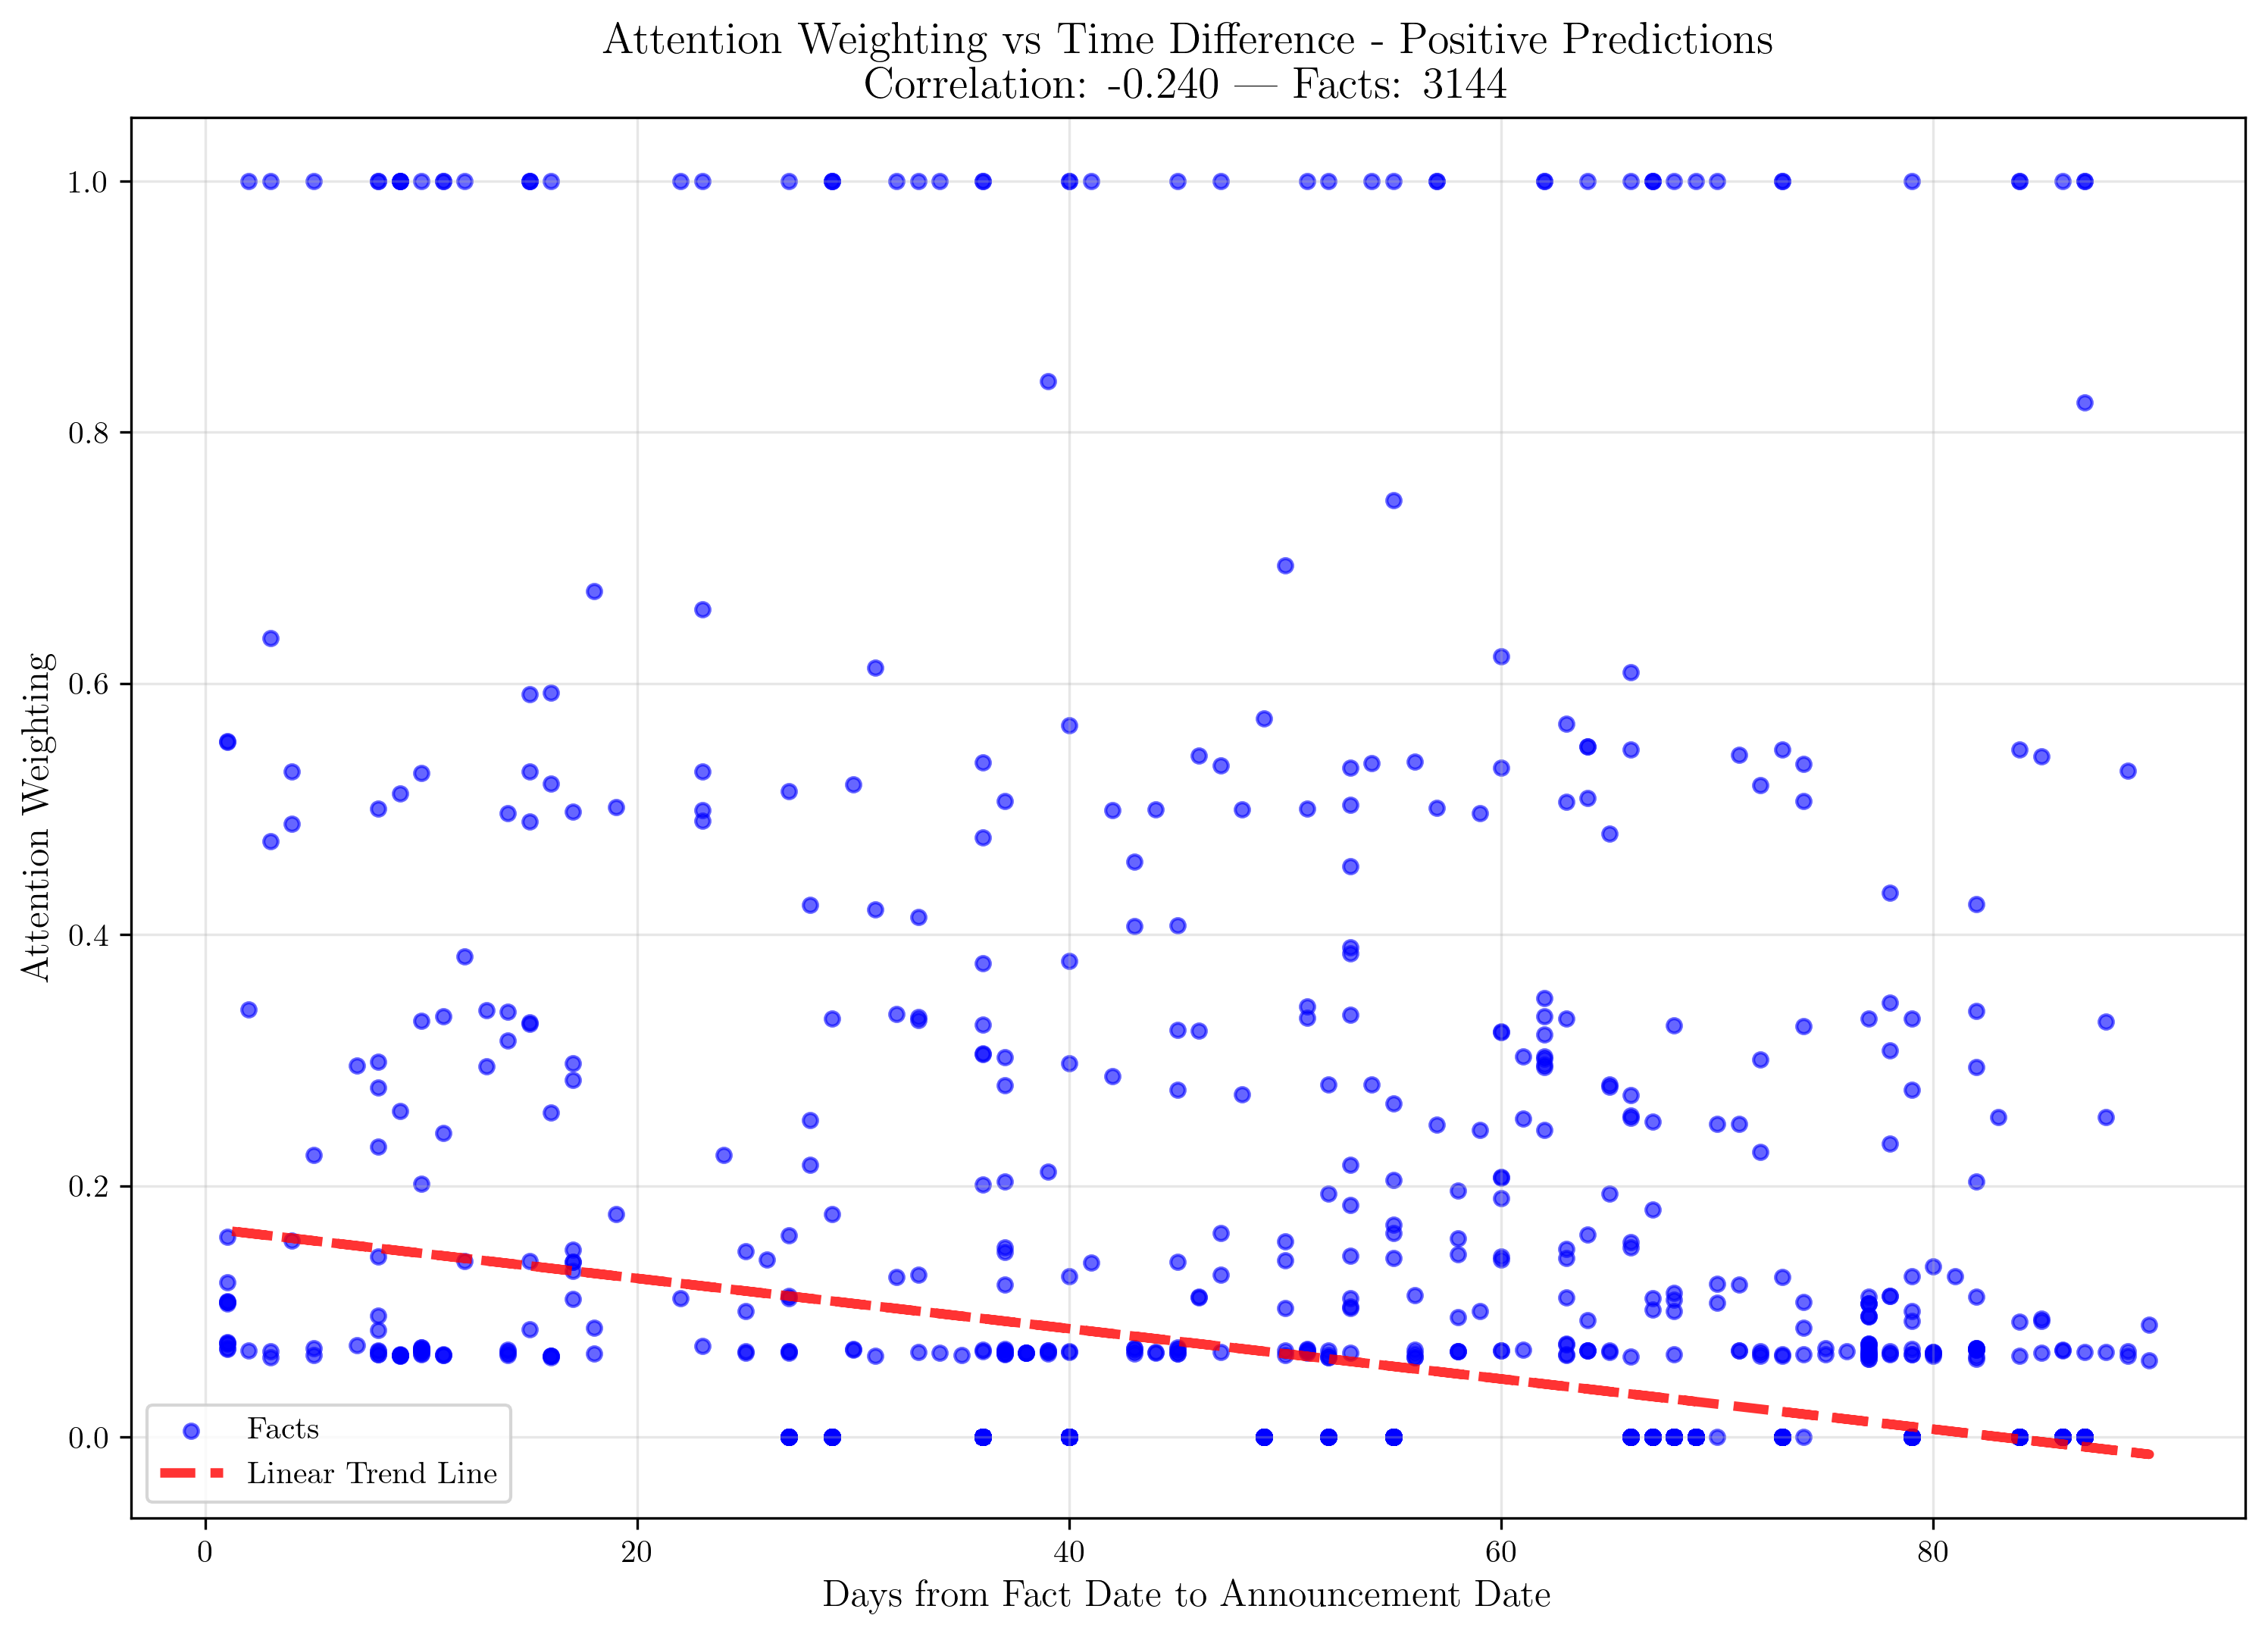 Attention Weighting vs Time Difference - Positive Predictions
Correlation: -0.240 — Facts: 3144
1.0
0.8
0.6
0.4
0.2
0.0
Attention Weighting
Facts
Linear Trend Line
0
20
40
60
80
Days from Fact Date to Announcement Date